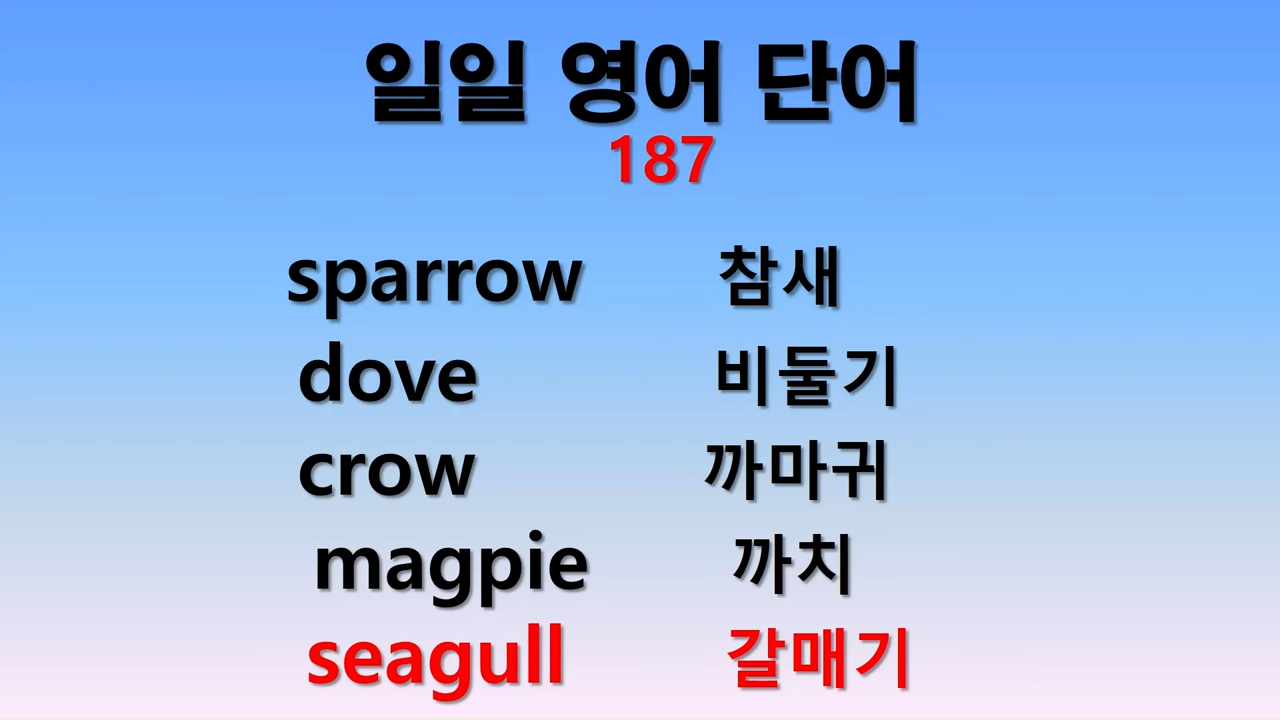 일일 영어 단어
187
sparrow 참새
dove 비둘기
crow 까마귀
magpie 까치
seagull 갈매기